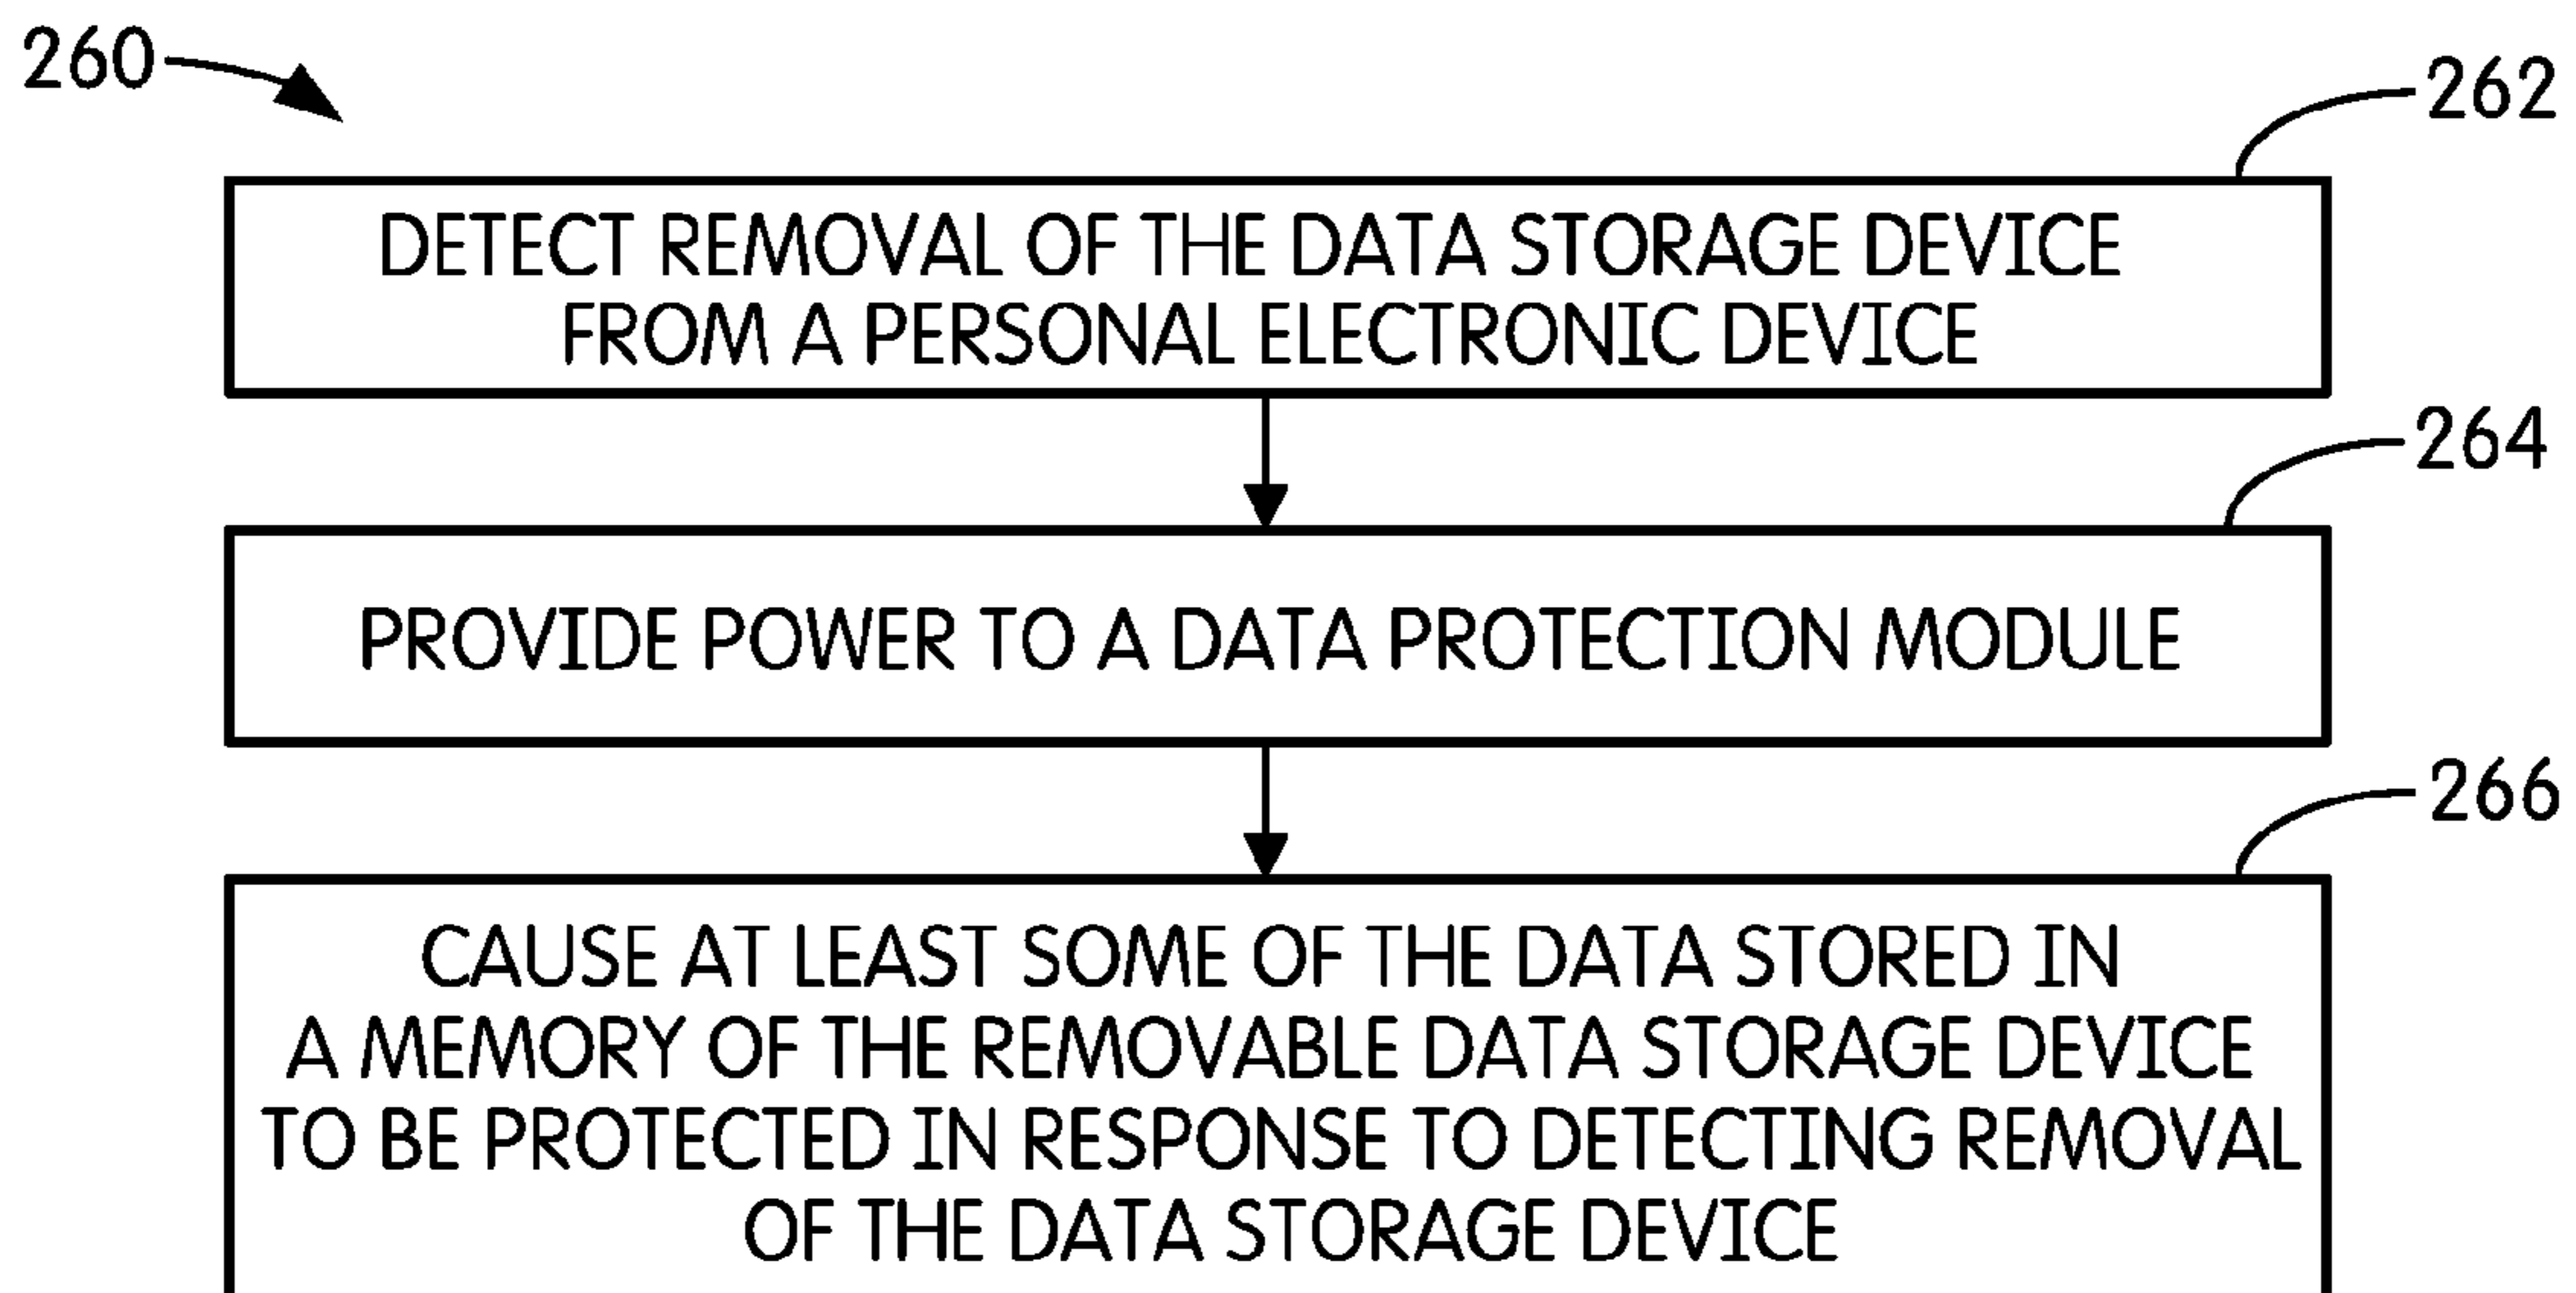 260
262
DETECT REMOVAL OF THE DATA STORAGE DEVICE
FROM A PERSONAL ELECTRONIC DEVICE
264
PROVIDE POWER TO A DATA PROTECTION MODULE
266
CAUSE AT LEAST SOME OF THE DATA STORED IN
A MEMORY OF THE REMOVABLE DATA STORAGE DEVICE
TO BE PROTECTED IN RESPONSE TO DETECTING REMOVAL
OF THE DATA STORAGE DEVICE